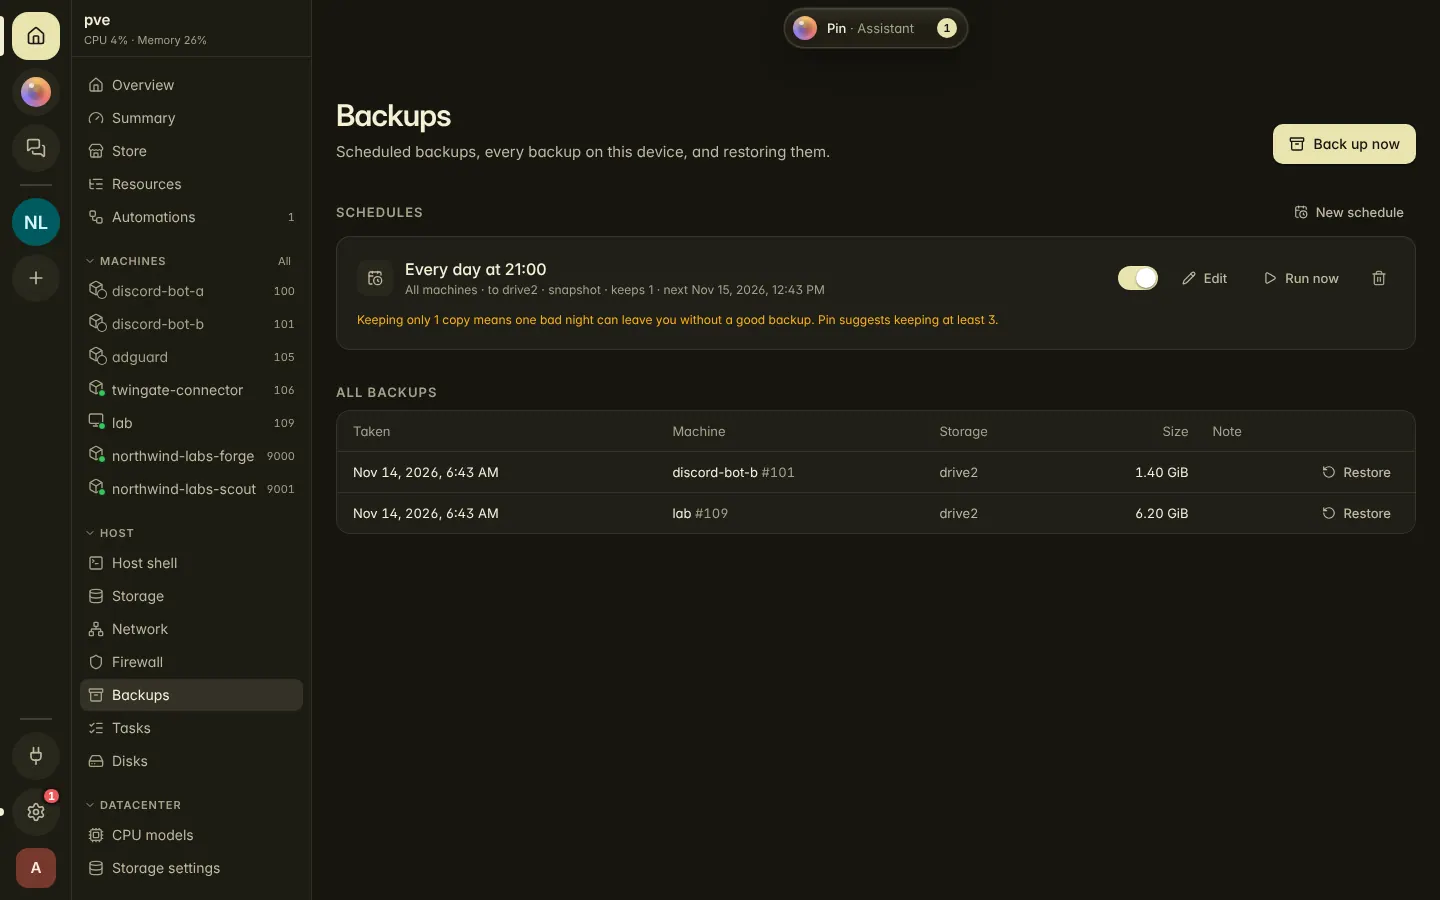 pve
CPU 4% · Memory 26%
Overview
Summary
Store
Resources
Automations 1
MACHINES All
discord-bot-a 100
discord-bot-b 101
adguard 105
twingate-connector 106
lab 109
northwind-labs-forge 9000
northwind-labs-scout 9001
HOST
Host shell
Storage
Network
Firewall
Backups
Tasks
Disks
DATACENTER
CPU models
Storage settings
NL
1
A
Pin · Assistant 1
Backups
Scheduled backups, every backup on this device, and restoring them.
Back up now
SCHEDULES
New schedule
Every day at 21:00
All machines · to drive2 · snapshot · keeps 1 · next Nov 15, 2026, 12:43 PM
Edit
Run now
Keeping only 1 copy means one bad night can leave you without a good backup. Pin suggests keeping at least 3.
ALL BACKUPS
Taken Machine Storage Size Note
Nov 14, 2026, 6:43 AM discord-bot-b #101 drive2 1.40 GiB Restore
Nov 14, 2026, 6:43 AM lab #109 drive2 6.20 GiB Restore